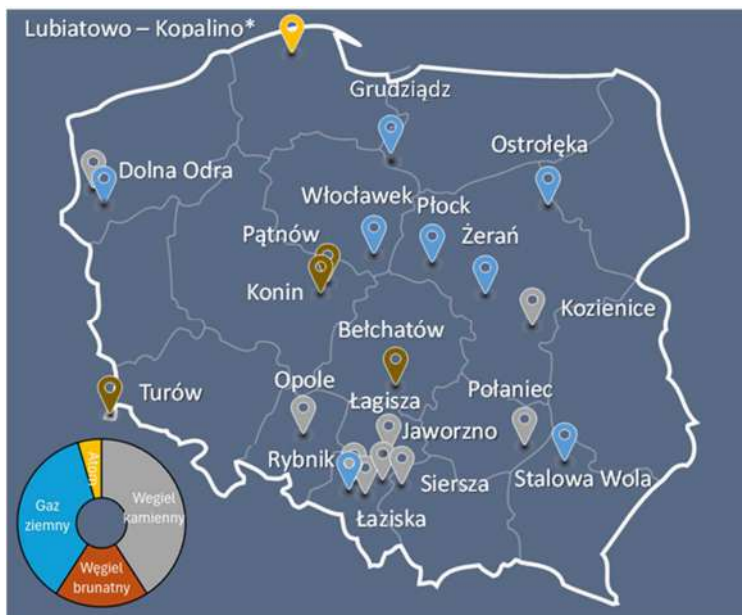 Lubiatowo – Kopalino*
Grudziądz
Ostrołęka
Dolna Odra
Włocławek
Płock
Pątnów
Żerań
Konin
Kozienice
Bełchatów
Turów
Opole
Połaniec
Łagisza
Jaworzno
Rybnik
Siersza
Stalowa Wola
Łaziska
Atom
Gaz
ziemny
Węgiel
kamienny
Węgiel
brunatny